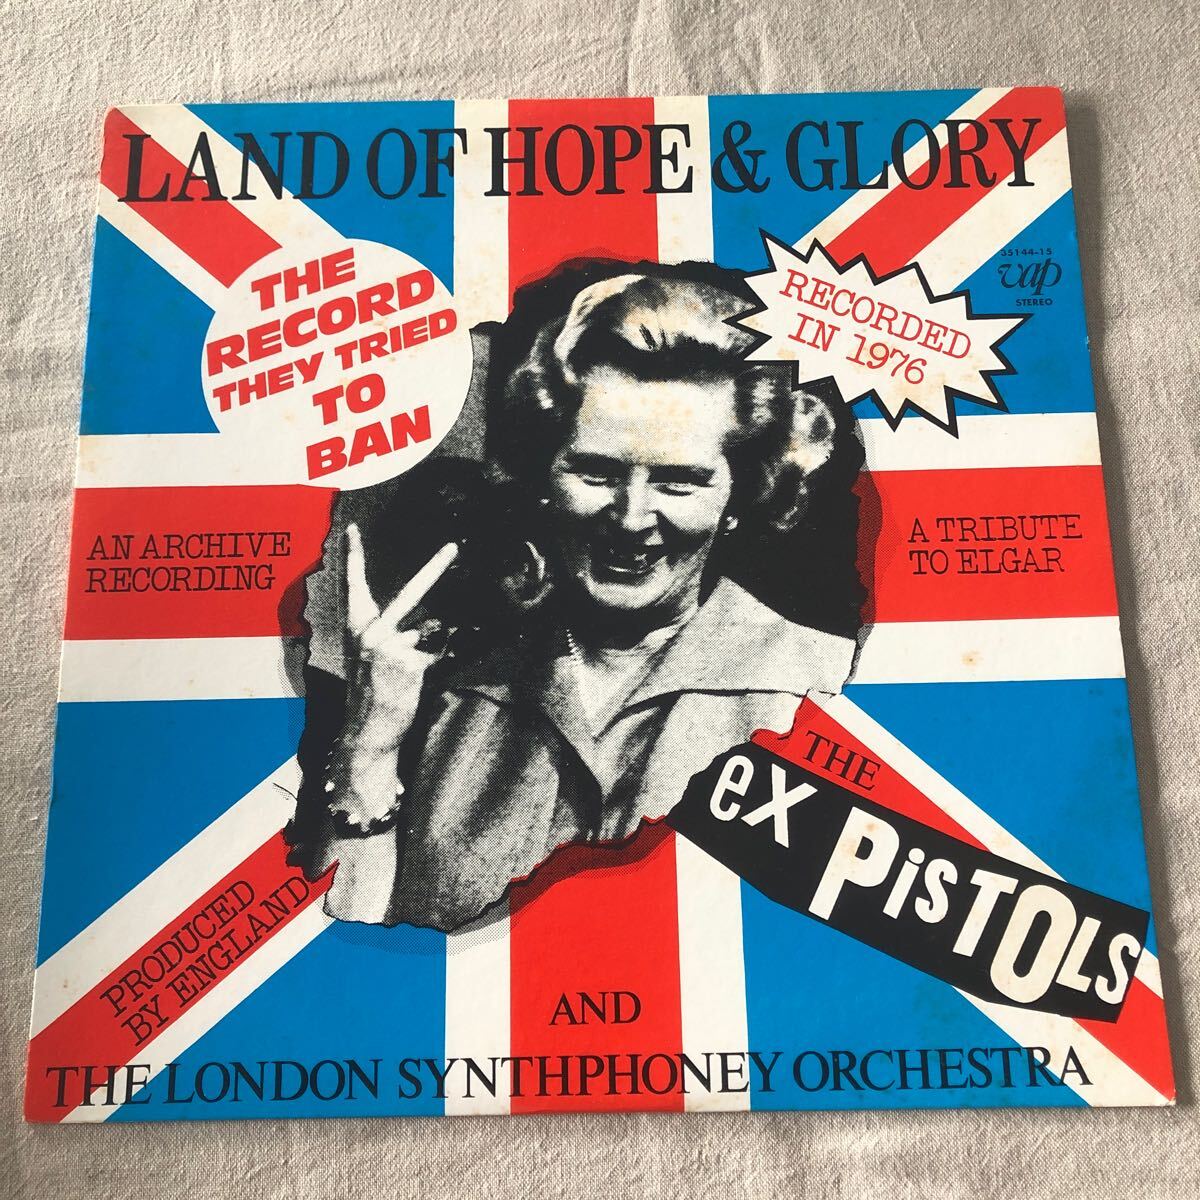 LAND OF HOPE & GLORY
THE
RECORD
THEY TRIED
TO
BAN
RECORDED
IN 1976
35144-15
vap
STEREO
AN ARCHIVE
RECORDING
A TRIBUTE
TO ELGAR
THE
ex PisTOLS
PRODUCED
BY ENGLAND
AND
THE LONDON SYNTHPHONEY ORCHESTRA